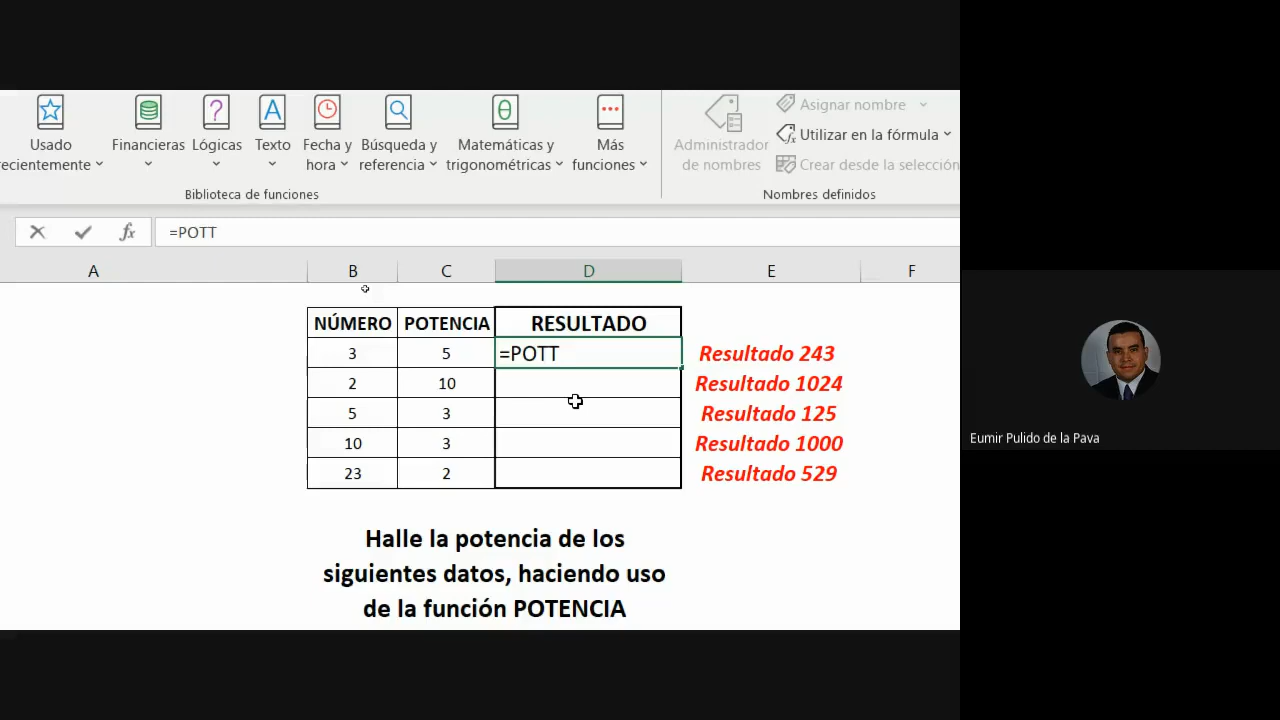 Usado recientemente
Financieras
Lógicas
Texto
Fecha y hora
Búsqueda y referencia
Matemáticas y trigonométricas
Más funciones
Administrador de nombres
Asignar nombre
Utilizar en la fórmula
Crear desde la selección
Biblioteca de funciones
Nombres definidos
fx =POTT
A B C D E F
NÚMERO POTENCIA RESULTADO
3 5 =POTT Resultado 243
2 10 Resultado 1024
5 3 Resultado 125
10 3 Resultado 1000
23 2 Resultado 529
Eumir Pulido de la Pava
Halle la potencia de los
siguientes datos, haciendo uso
de la función POTENCIA